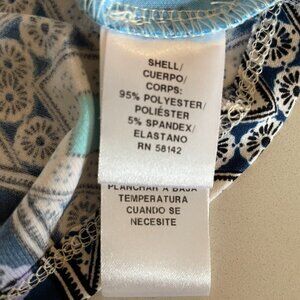 SHELL/
CUERPO/
CORPS:
95% POLYESTER/
POLIÉSTER
5% SPANDEX/
ELASTANO
RN 58142
PLANCHAR A BAJA
TEMPERATURA
CUANDO SE
NECESITE